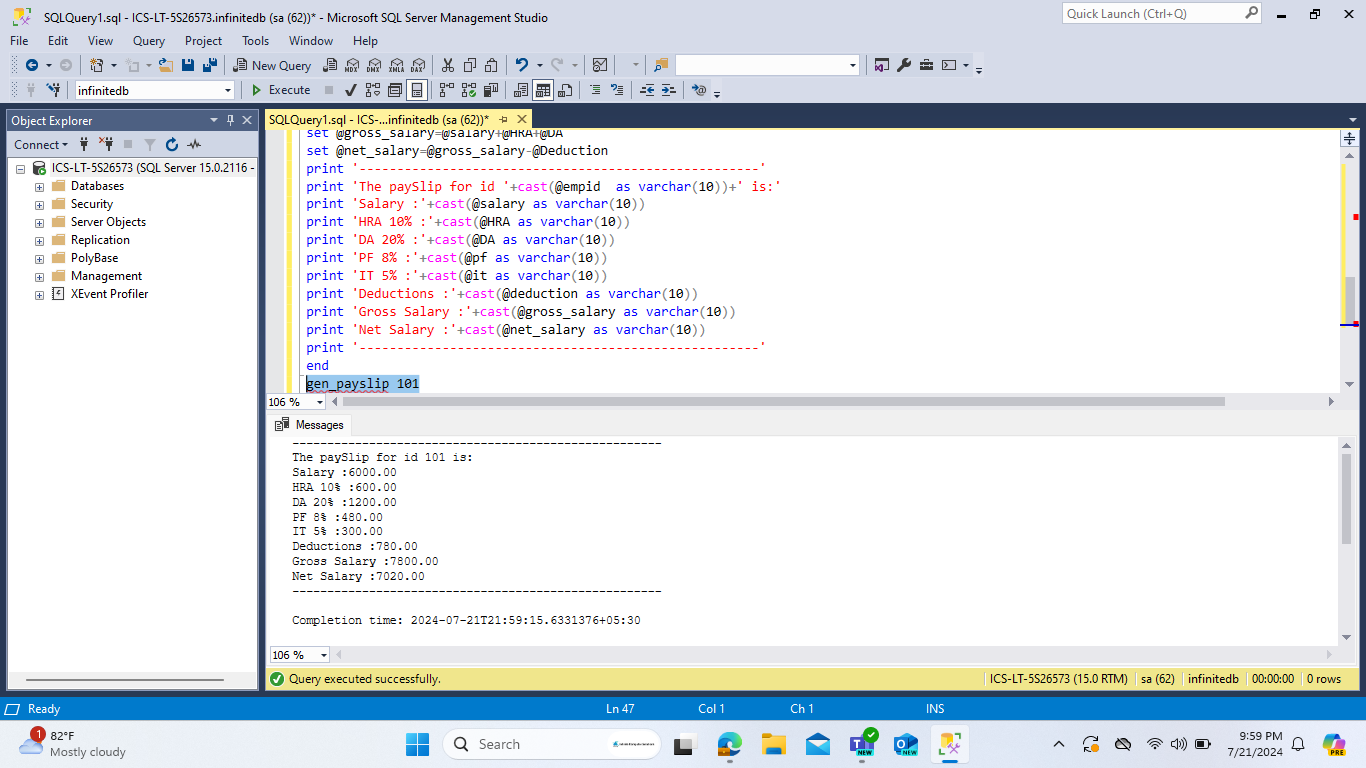 SQLQuery1.sql - ICS-LT-5S26573.infinitedb (sa (62))* - Microsoft SQL Server Management Studio
Quick Launch (Ctrl+Q)
File Edit View Query Project Tools Window Help
New Query
MDX DMX XMLA DAX
infinitedb
Execute
Object Explorer
SQLQuery1.sql - ICS-...infinitedb (sa (62))*
Connect
ICS-LT-5S26573 (SQL Server 15.0.2116 -
Databases
Security
Server Objects
Replication
PolyBase
Management
XEvent Profiler
set @gross_salary=@salary+@HRA+@DA
set @net_salary=@gross_salary-@Deduction
print '-----------------------------------------------------'
print 'The paySlip for id '+cast(@empid  as varchar(10))+' is:'
print 'Salary :'+cast(@salary as varchar(10))
print 'HRA 10% :'+cast(@HRA as varchar(10))
print 'DA 20% :'+cast(@DA as varchar(10))
print 'PF 8% :'+cast(@pf as varchar(10))
print 'IT 5% :'+cast(@it as varchar(10))
print 'Deductions :'+cast(@deduction as varchar(10))
print 'Gross Salary :'+cast(@gross_salary as varchar(10))
print 'Net Salary :'+cast(@net_salary as varchar(10))
print '-----------------------------------------------------'
end
gen_payslip 101
106 %
Messages
-----------------------------------------------------
The paySlip for id 101 is:
Salary :6000.00
HRA 10% :600.00
DA 20% :1200.00
PF 8% :480.00
IT 5% :300.00
Deductions :780.00
Gross Salary :7800.00
Net Salary :7020.00
-----------------------------------------------------
Completion time: 2024-07-21T21:59:15.6331376+05:30
106 %
Query executed successfully.
ICS-LT-5S26573 (15.0 RTM) sa (62) infinitedb 00:00:00 0 rows
Ready
Ln 47 Col 1 Ch 1 INS
1
82°F
Mostly cloudy
Search
NEW
NEW
9:59 PM
7/21/2024
PRE